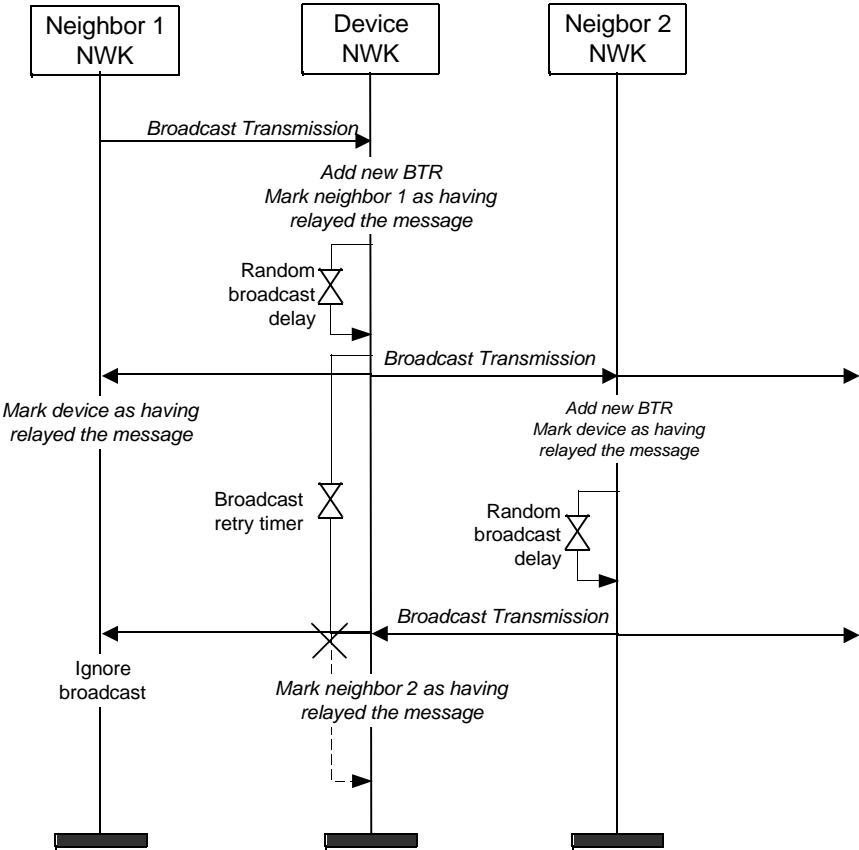 Neighbor 1
NWK
Device
NWK
Neigbor 2
NWK
Broadcast Transmission
Add new BTR
Mark neighbor 1 as having
relayed the message
Random
broadcast
delay
Broadcast Transmission
Mark device as having
relayed the message
Add new BTR
Mark device as having
relayed the message
Broadcast
retry timer
Random
broadcast
delay
Broadcast Transmission
Ignore
broadcast
Mark neighbor 2 as having
relayed the message